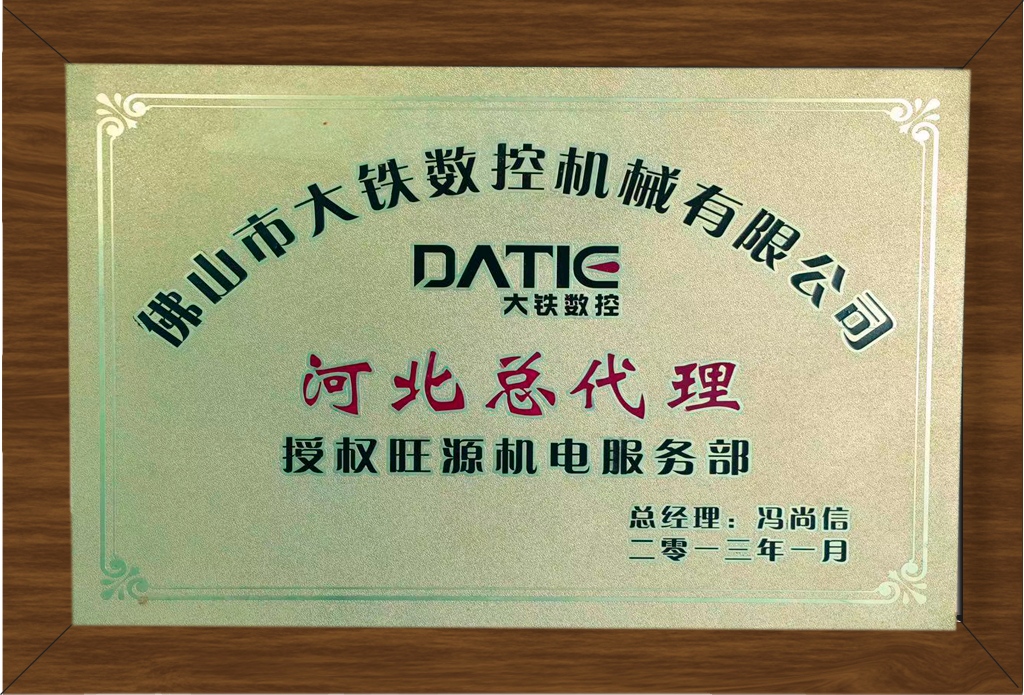 佛山市大铁数控机械有限公司
DATIE
大铁数控
河北总代理
授权旺源机电服务部
总经理：冯尚信
二零一三年一月